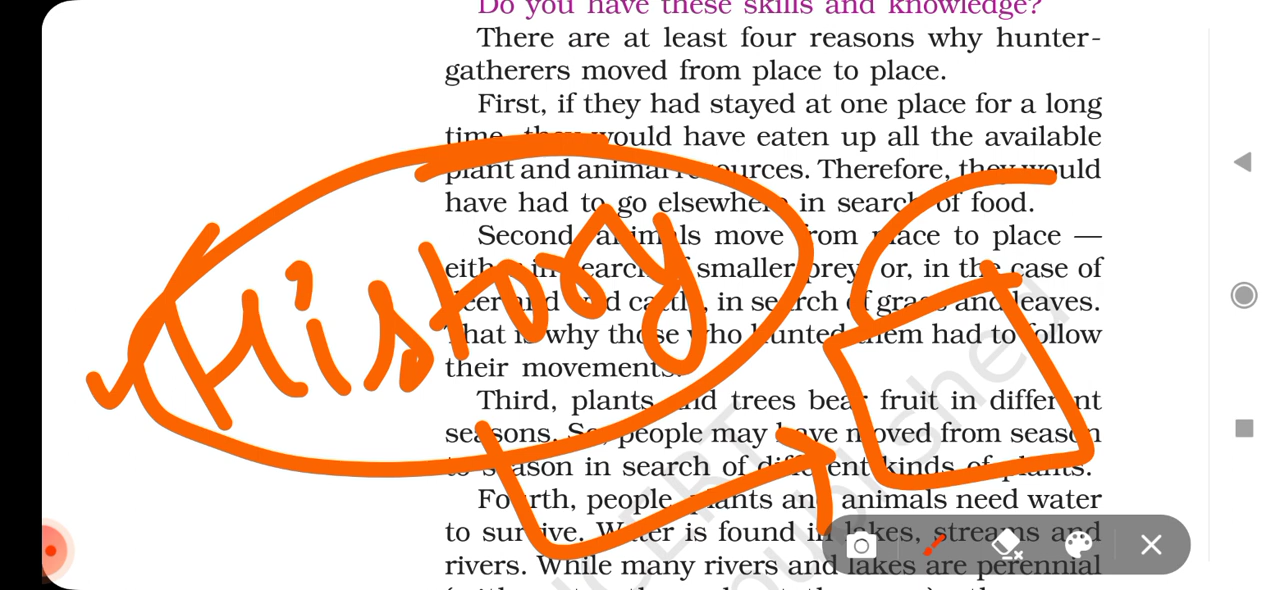 Do you have these skills and knowledge?
There are at least four reasons why hunter-
gatherers moved from place to place.
First, if they had stayed at one place for a long
time, they would have eaten up all the available
plant and animal resources. Therefore, they would
have had to go elsewhere in search of food.
Second, animals move from place to place —
either in search of smaller prey or, in the case of
deer and wild cattle, in search of grass and leaves.
That is why those who hunted them had to follow
their movements.
History
Third, plants and trees bear fruit in different
seasons. So, people may have moved from season
to season in search of different kinds of plants.
Fourth, people, plants and animals need water
to survive. Water is found in lakes, streams and
rivers. While many rivers and lakes are perennial